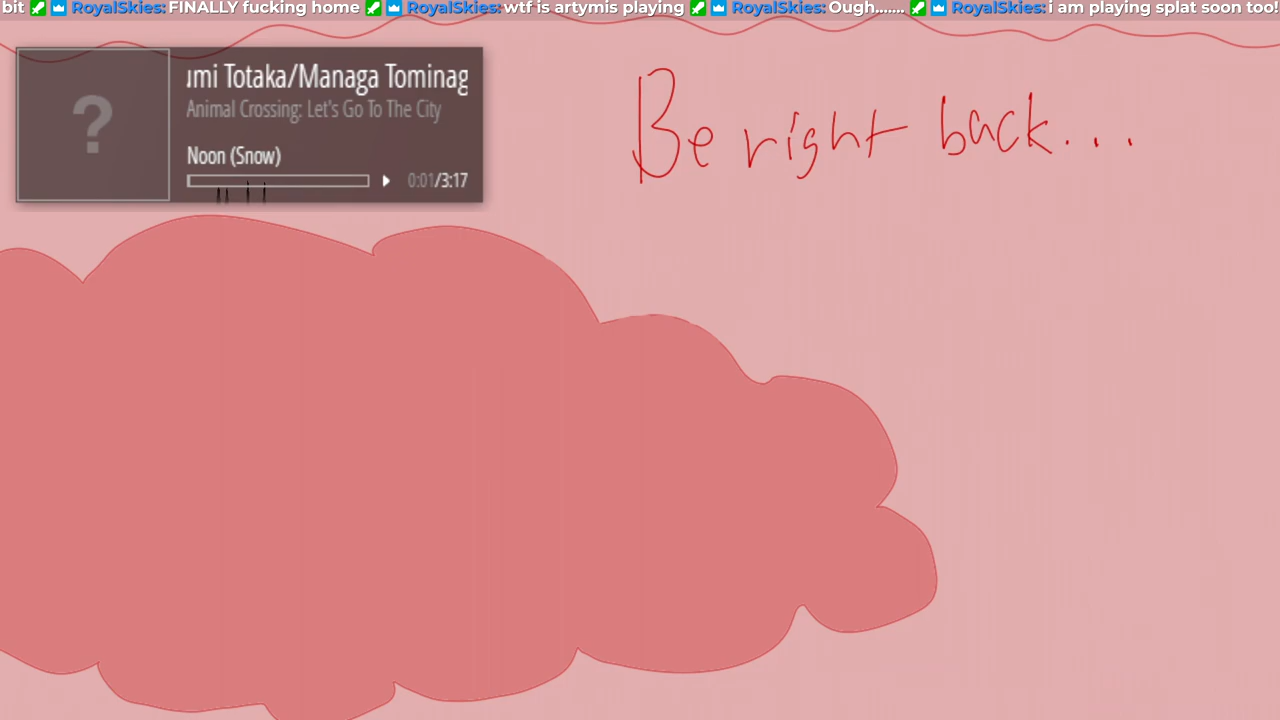 bit RoyalSkies: FINALLY fucking home RoyalSkies: wtf is artymis playing RoyalSkies: Ough....... RoyalSkies: i am playing splat soon too!
umi Totaka/Managa Tominag
Animal Crossing: Let's Go To The City
Noon (Snow)
0:01/3:17
?
Be right back...